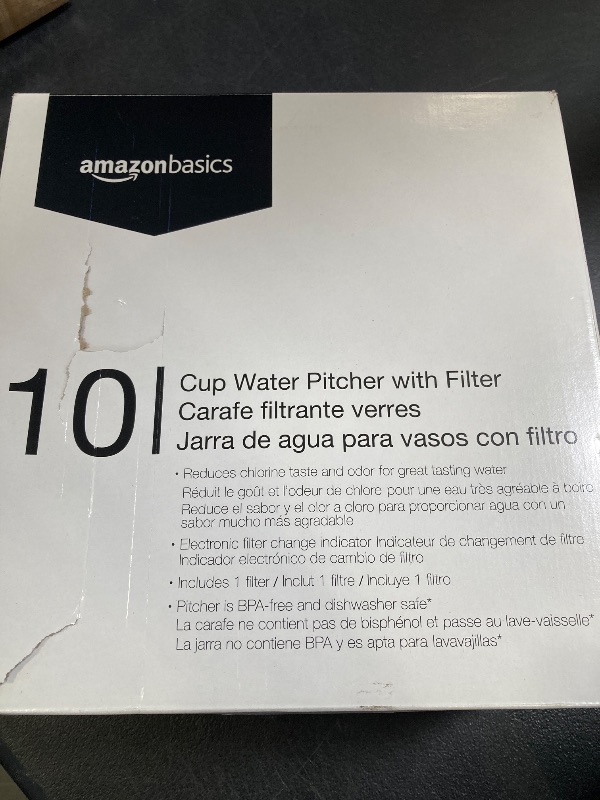 amazonbasics
10
Cup Water Pitcher with Filter
Carafe filtrante verres
Jarra de agua para vasos con filtro
• Reduces chlorine taste and odor for great tasting water
Réduit le goût et l'odeur de chlore pour une eau très agréable à boire
Reduce el sabor y el olor a cloro para proporcionar agua con un
sabor mucho más agradable
• Electronic filter change indicator Indicateur de changement de filtre
Indicador electrónico de cambio de filtro
• Includes 1 filter / Inclut 1 filtre / Incluye 1 filtro
• Pitcher is BPA-free and dishwasher safe*
La carafe ne contient pas de bisphénol et passe au lave-vaisselle*
La jarra no contiene BPA y es apta para lavavajillas*